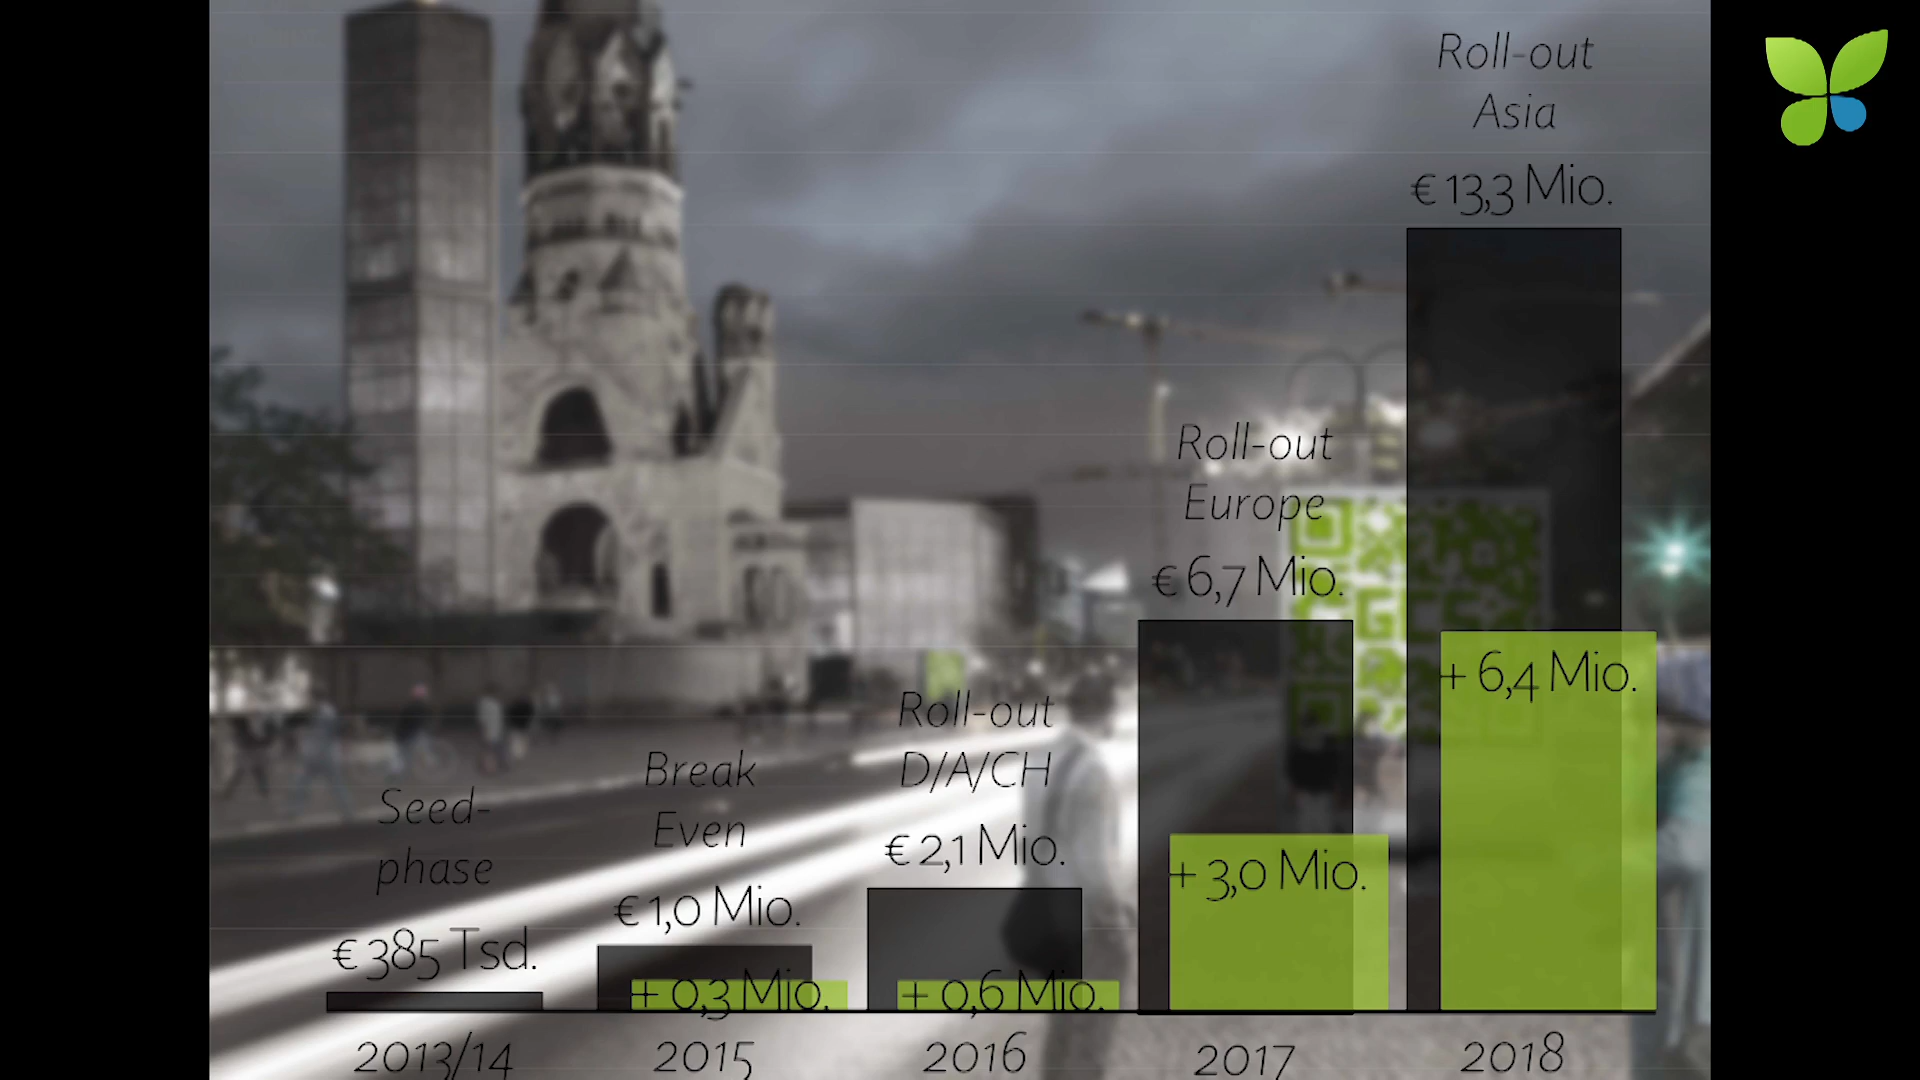 Seed-
phase
€ 385 Tsd.
2013/14
Break
Even
€ 1,0 Mio.
+ 0,3 Mio.
2015
Roll-out
D/A/CH
€ 2,1 Mio.
+ 0,6 Mio.
2016
Roll-out
Europe
€ 6,7 Mio.
+ 3,0 Mio.
2017
Roll-out
Asia
€ 13,3 Mio.
+ 6,4 Mio.
2018